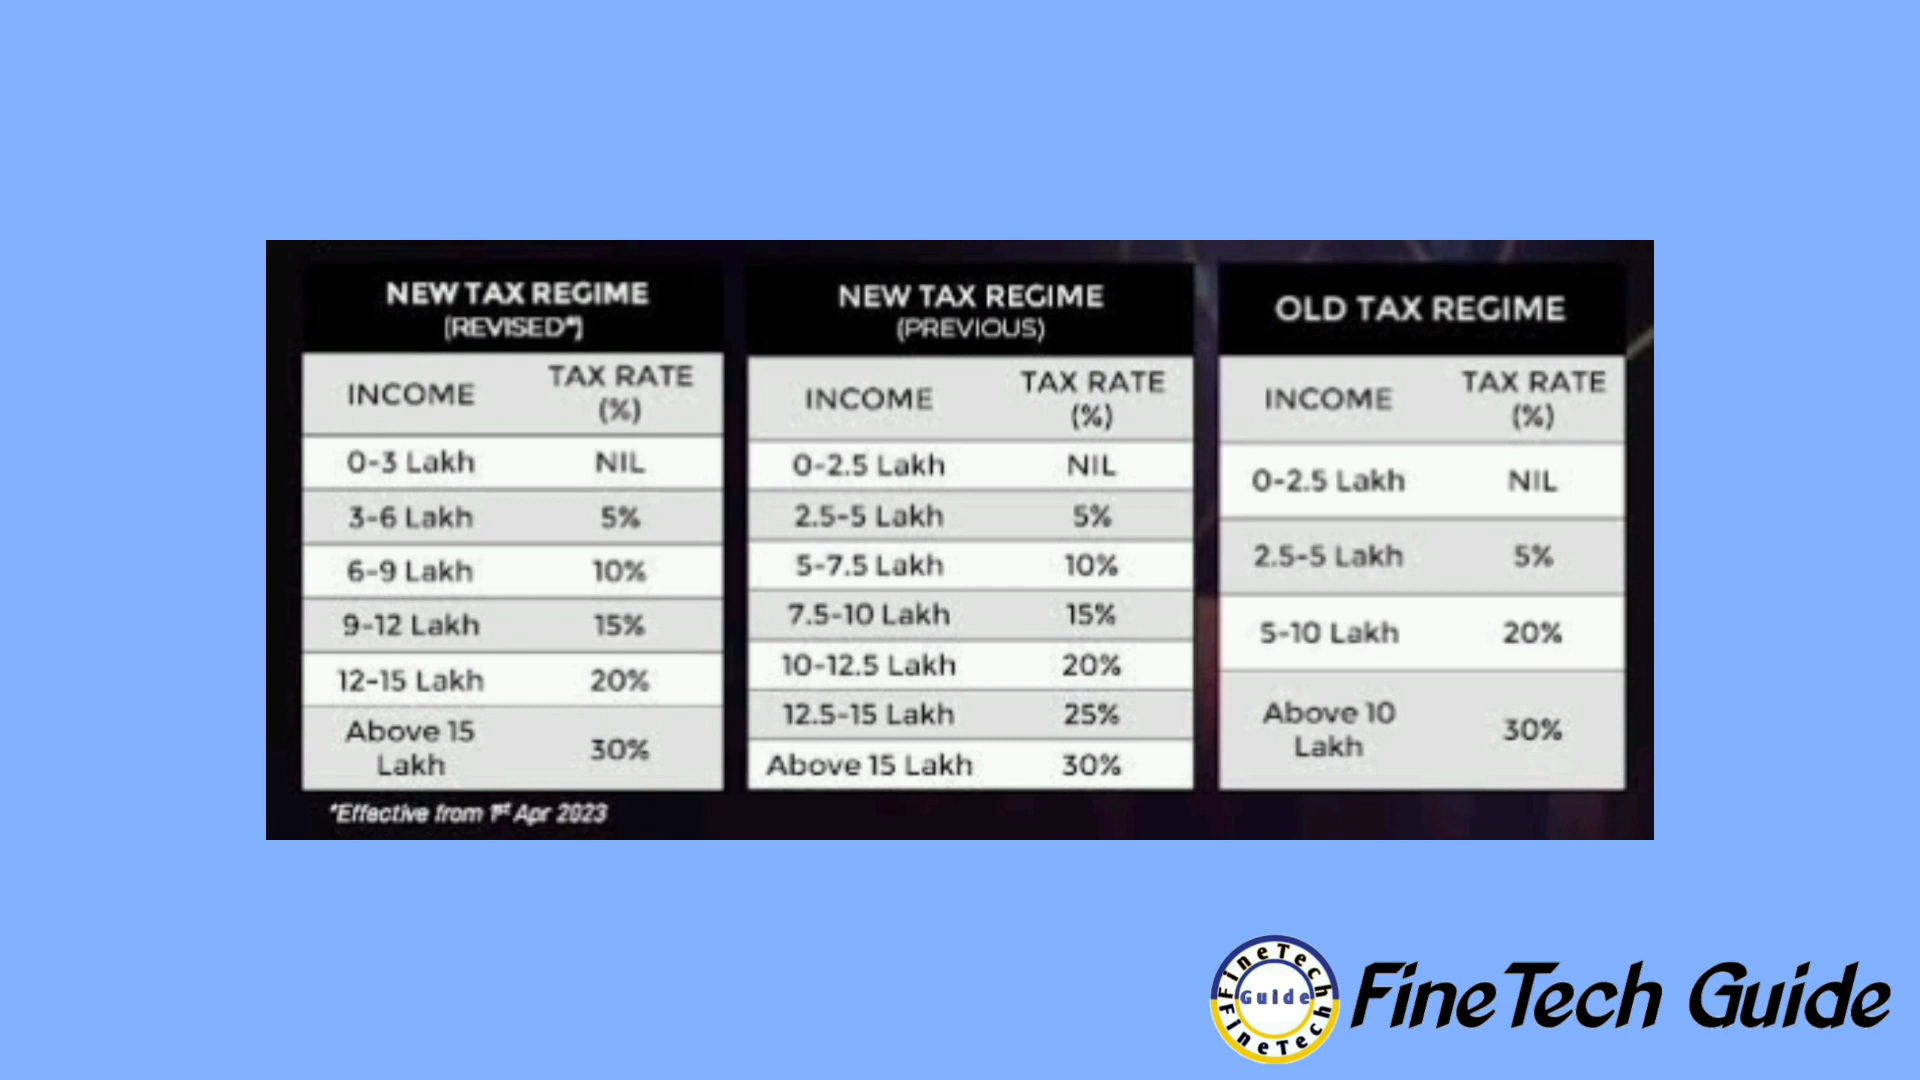 NEW TAX REGIME
(REVISED*)
INCOME TAX RATE (%)
0-3 Lakh NIL
3-6 Lakh 5%
6-9 Lakh 10%
9-12 Lakh 15%
12-15 Lakh 20%
Above 15 Lakh 30%
*Effective from 1st Apr 2023
NEW TAX REGIME
(PREVIOUS)
INCOME TAX RATE (%)
0-2.5 Lakh NIL
2.5-5 Lakh 5%
5-7.5 Lakh 10%
7.5-10 Lakh 15%
10-12.5 Lakh 20%
12.5-15 Lakh 25%
Above 15 Lakh 30%
OLD TAX REGIME
INCOME TAX RATE (%)
0-2.5 Lakh NIL
2.5-5 Lakh 5%
5-10 Lakh 20%
Above 10 Lakh 30%
FineTech
Guide
FineTech
FineTech Guide